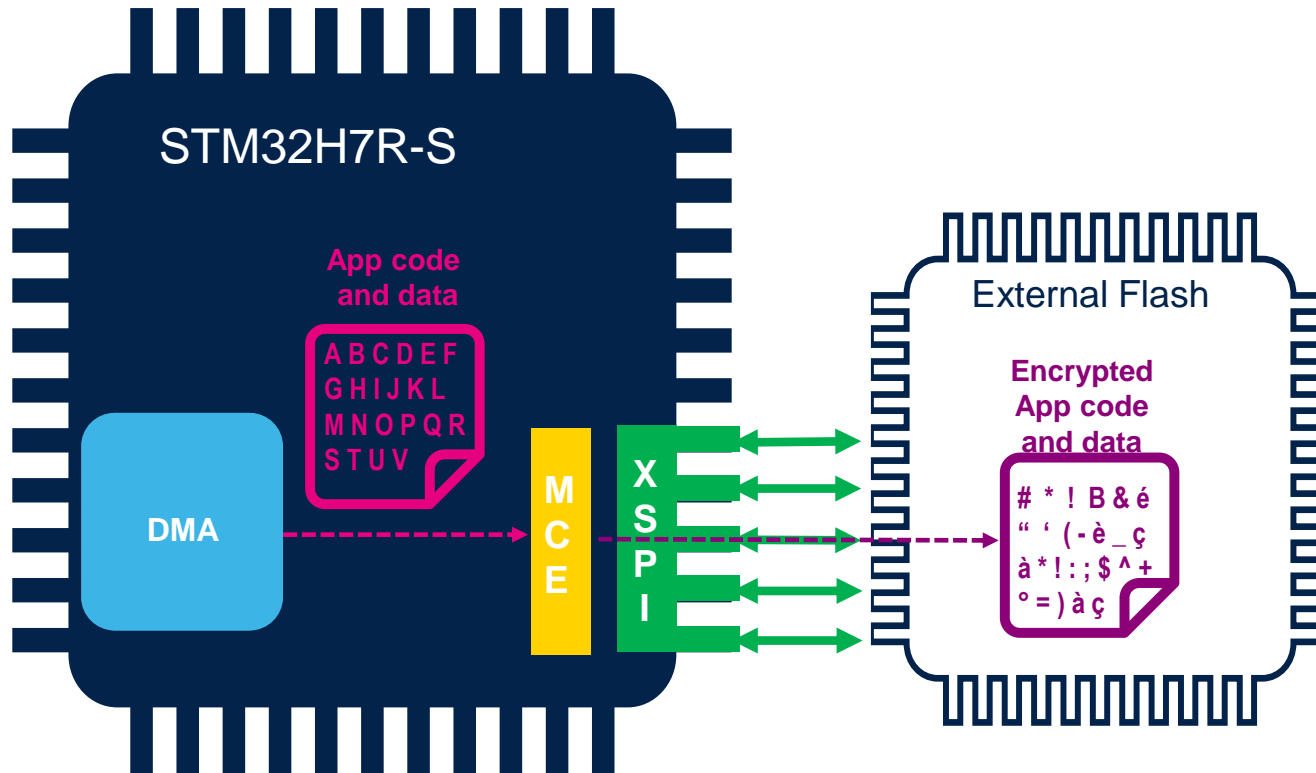 STM32H7R-S
App code
and data
A B C D E F
G H I J K L
M N O P Q R
S T U V
DMA
M
C
E
X
S
P
I
External Flash
Encrypted
App code
and data
# * ! B & é
“ ‘ ( - è _ ç
à * ! : ; $ ^ +
° = ) à ç